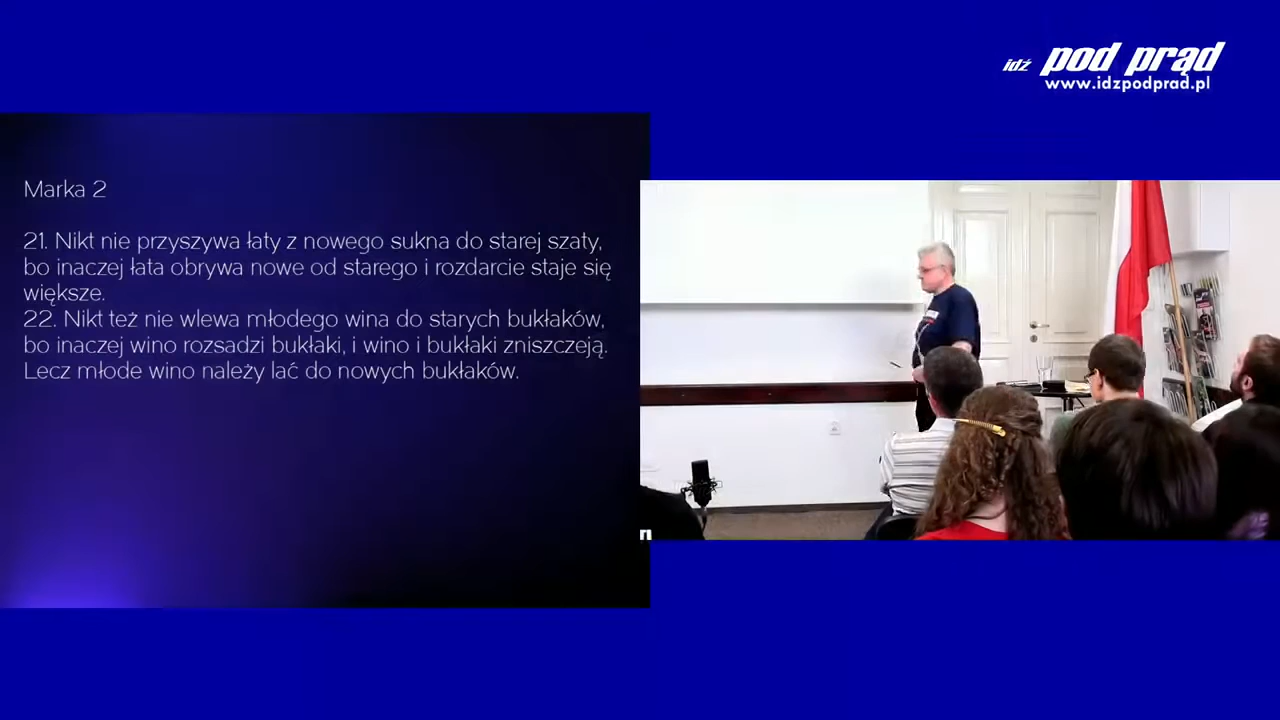 idź pod prąd
www.idzpodprad.pl
Marka 2
21. Nikt nie przyszywa łaty z nowego sukna do starej szaty,
bo inaczej łata obrywa nowe od starego i rozdarcie staje się
większe.
22. Nikt też nie wlewa młodego wina do starych bukłaków,
bo inaczej wino rozsadzi bukłaki, i wino i bukłaki zniszczeją.
Lecz młode wino należy lać do nowych bukłaków.